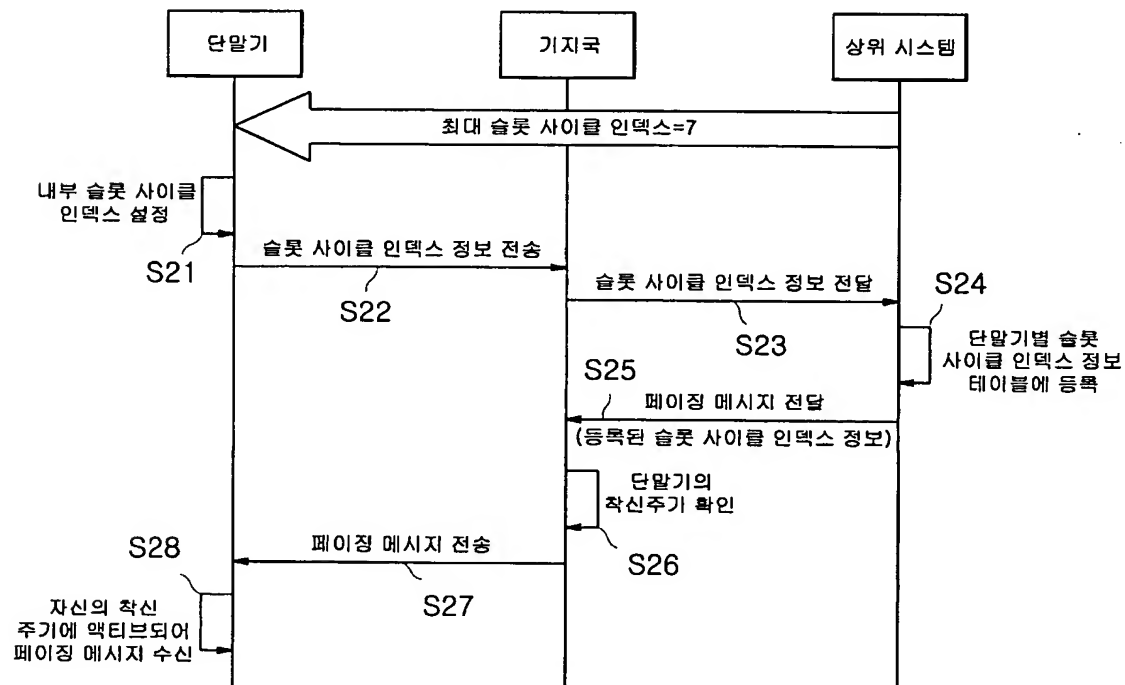 단말기
기지국
상위 시스템
최대 슬롯 사이클 인덱스=7
내부 슬롯 사이클
인덱스 설정
S21
슬롯 사이클 인덱스 정보 전송
S22
슬롯 사이클 인덱스 정보 전달
S23
S24
단말기별 슬롯
사이클 인덱스 정보
테이블에 등록
S25
페이징 메시지 전달
(등록된 슬롯 사이클 인덱스 정보)
단말기의
착신주기 확인
S26
페이징 메시지 전송
S27
S28
자신의 착신
주기에 액티브되어
페이징 메시지 수신